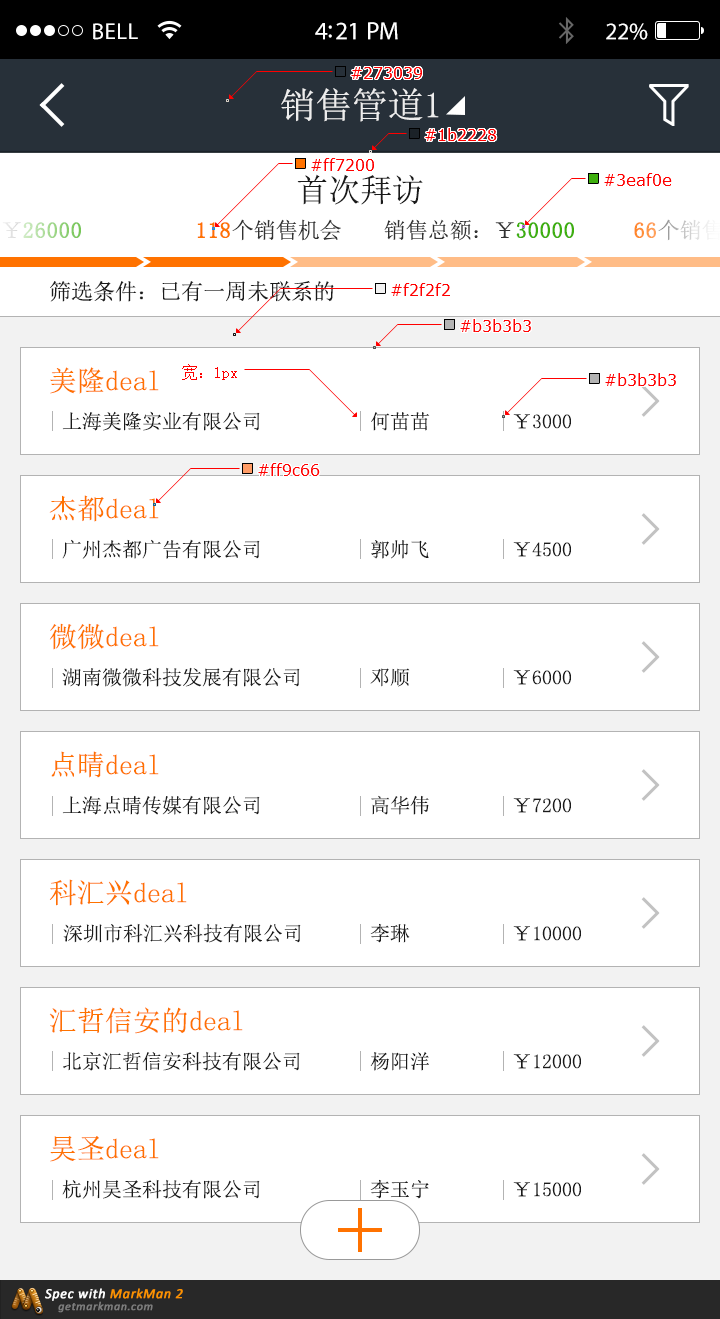 BELL 4:21 PM 22%
#273039
销售管道1
#1b2228
#ff7200
#3eaf0e
首次拜访
￥26000 118个销售机会 销售总额：￥30000 66个销售
筛选条件：已有一周未联系的
#f2f2f2
#b3b3b3
美隆deal
宽：1px
#b3b3b3
上海美隆实业有限公司 何苗苗 ￥3000
#ff9c66
杰都deal
广州杰都广告有限公司 郭帅飞 ￥4500
微微deal
湖南微微科技发展有限公司 邓顺 ￥6000
点晴deal
上海点晴传媒有限公司 高华伟 ￥7200
科汇兴deal
深圳市科汇兴科技有限公司 李琳 ￥10000
汇哲信安的deal
北京汇哲信安科技有限公司 杨阳洋 ￥12000
昊圣deal
杭州昊圣科技有限公司 李玉宁 ￥15000
Spec with MarkMan 2
getmarkman.com